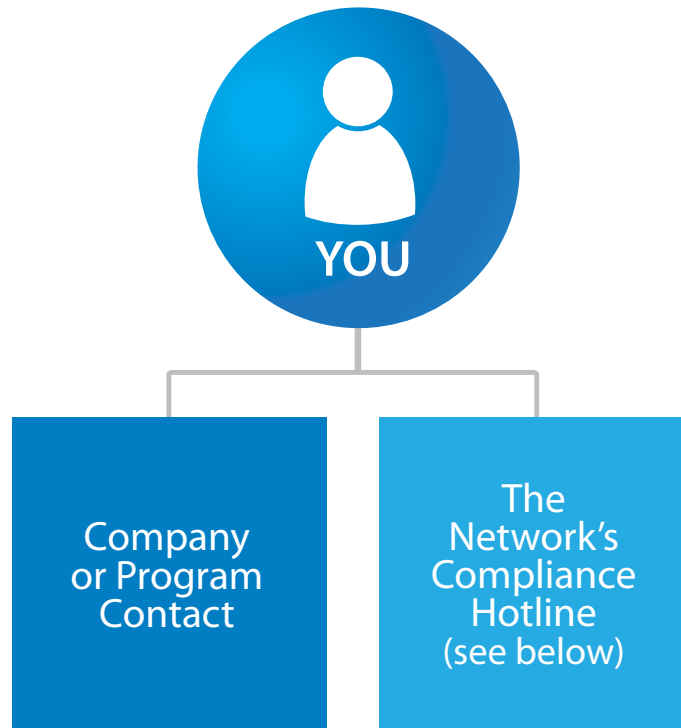 YOU
Company
or Program
Contact
The
Network’s
Compliance
Hotline
(see below)